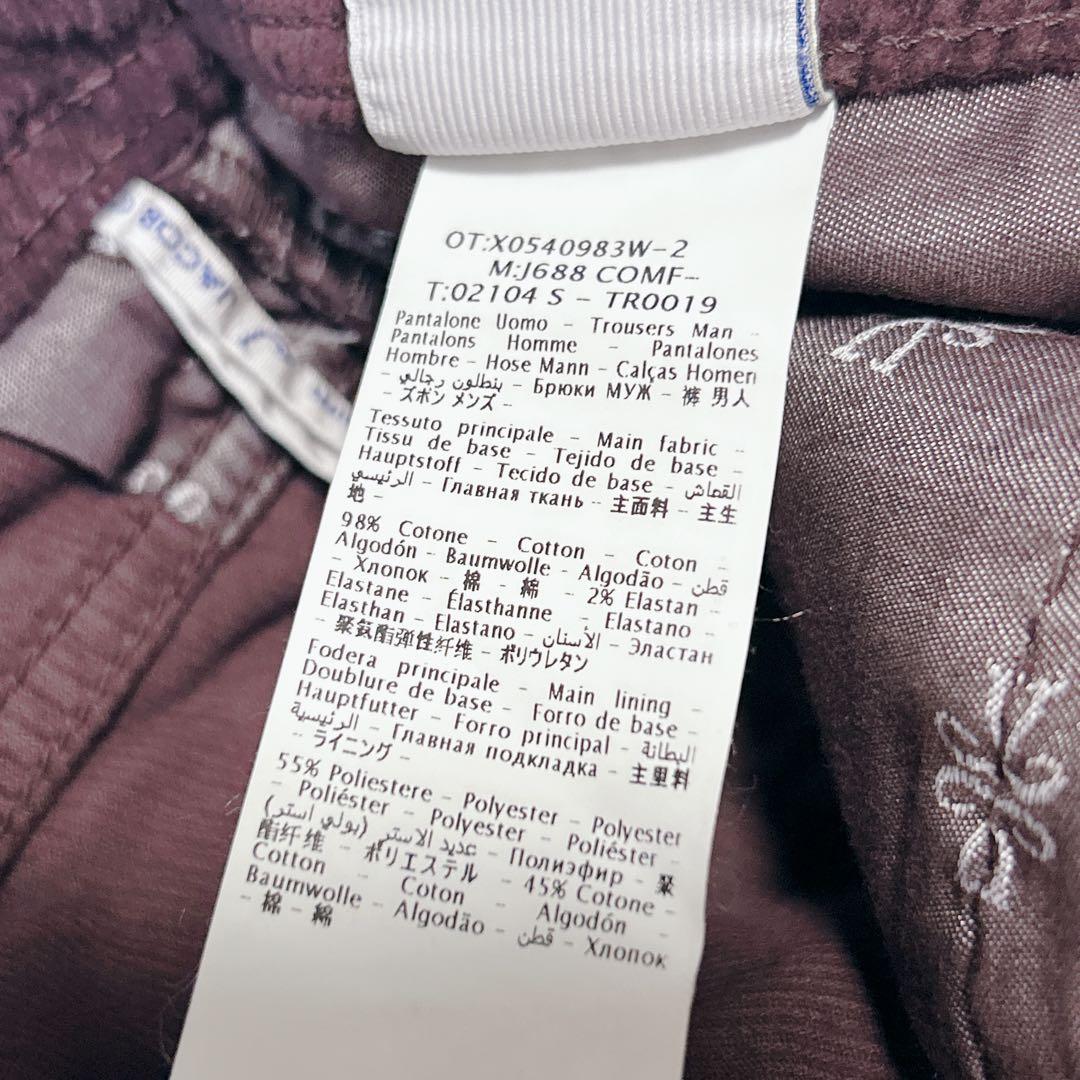 OT:X0540983W-2
M:J688 COMF-
T:02104 S - TR0019
Pantalone Uomo - Trousers Man -
Pantalons Homme - Pantalones
Hombre - Hose Mann - Calças Homen
- بنطلون رجالي - Брюки МУЖ - 裤 男人
- ズボン メンズ -
Tessuto principale - Main fabric -
Tissu de base - Tejido de base -
Hauptstoff - Tecido de base - القماش
الرئيسي - Главная ткань - 主面料 - 主生
地 -
98% Cotone - Cotton - Coton -
Algodón - Baumwolle - Algodão - قطن
- Хлопок - 棉 - 綿 - 2% Elastan -
Elastane - Élasthanne - Elastano -
Elasthan - Elastano - الأستان - Эластан
- 聚氨酯弹性纤维 - ポリウレタン
Fodera principale - Main lining -
Doublure de base - Forro de base -
Hauptfutter - Forro principal - البطانة
الرئيسية - Главная подкладка - 主里料
- ライニング -
55% Poliestere - Polyester - Polyester
- Poliéster - Polyester - Poliéster -
عديد الاستر (بولي استر) - Полиэфир - 聚
酯纤维 - ポリエステル - 45% Cotone -
Cotton - Coton - Algodón -
Baumwolle - Algodão - قطن - Хлопок
- 棉 - 綿
JACOB